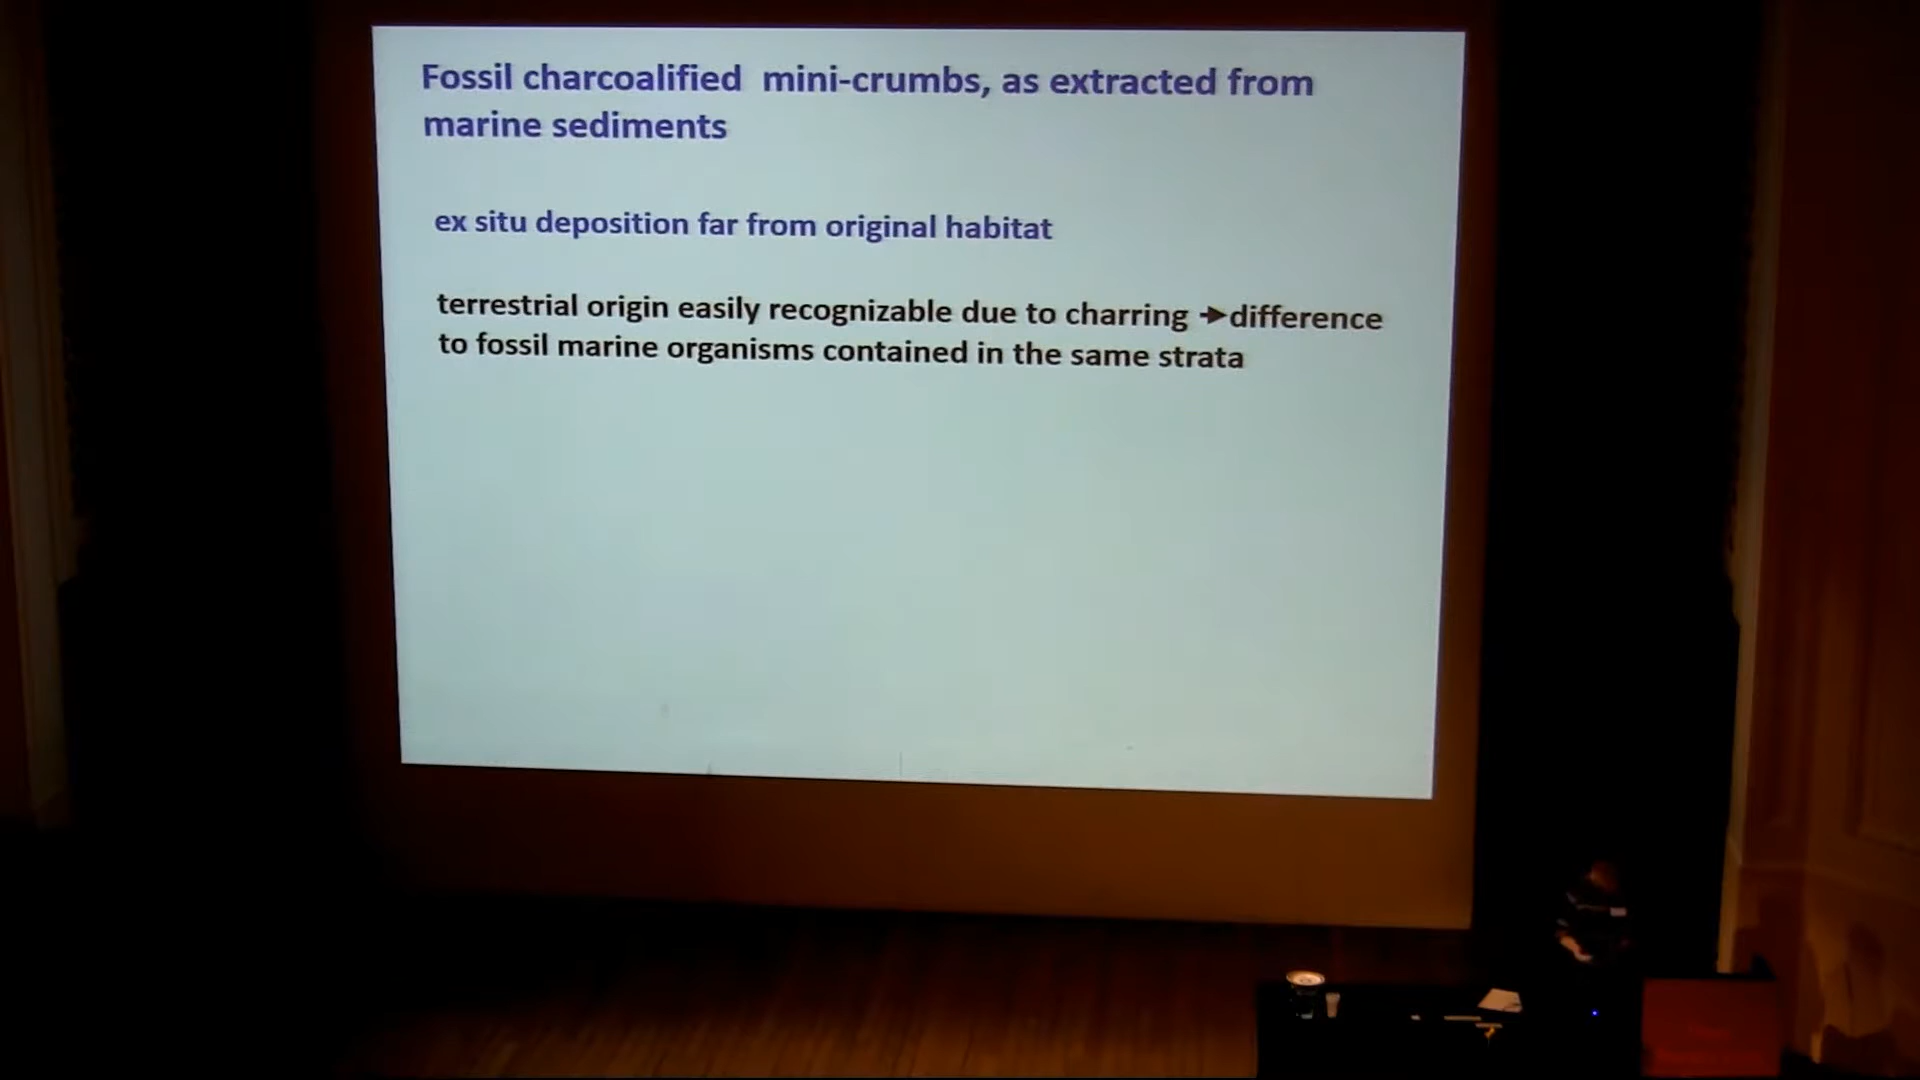 Fossil charcoalified mini-crumbs, as extracted from
marine sediments
ex situ deposition far from original habitat
terrestrial origin easily recognizable due to charring ➔difference
to fossil marine organisms contained in the same strata